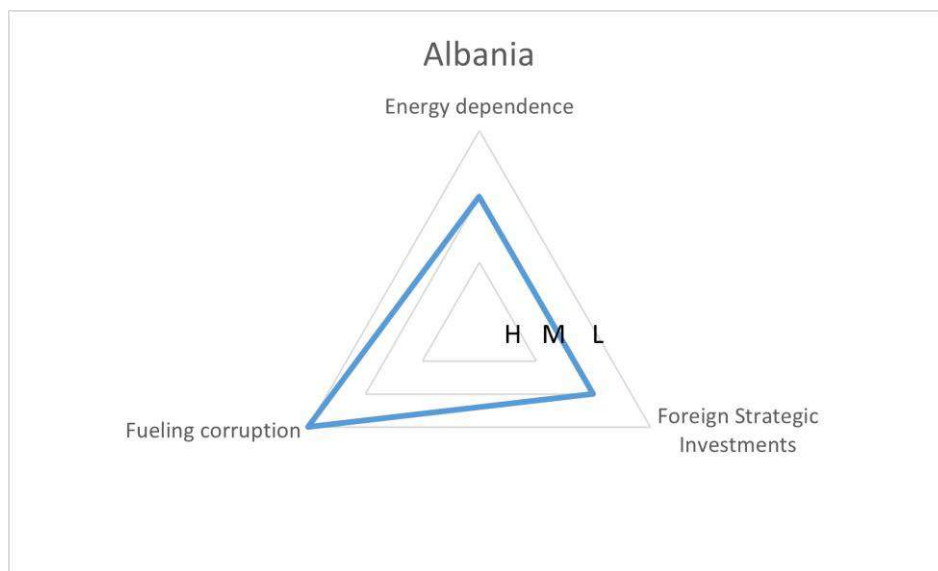 Albania
Energy dependence
H M L
Fueling corruption
Foreign Strategic
Investments